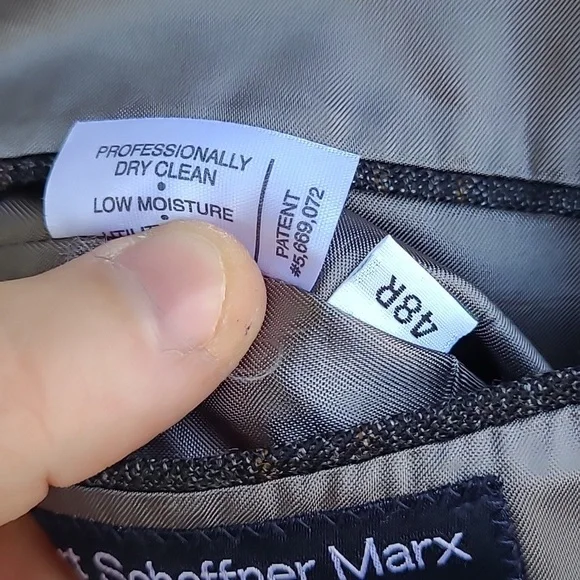 PROFESSIONALLY
DRY CLEAN
•
LOW MOISTURE
•
PATENT
#5,669,072
48R
Schaffner Marx